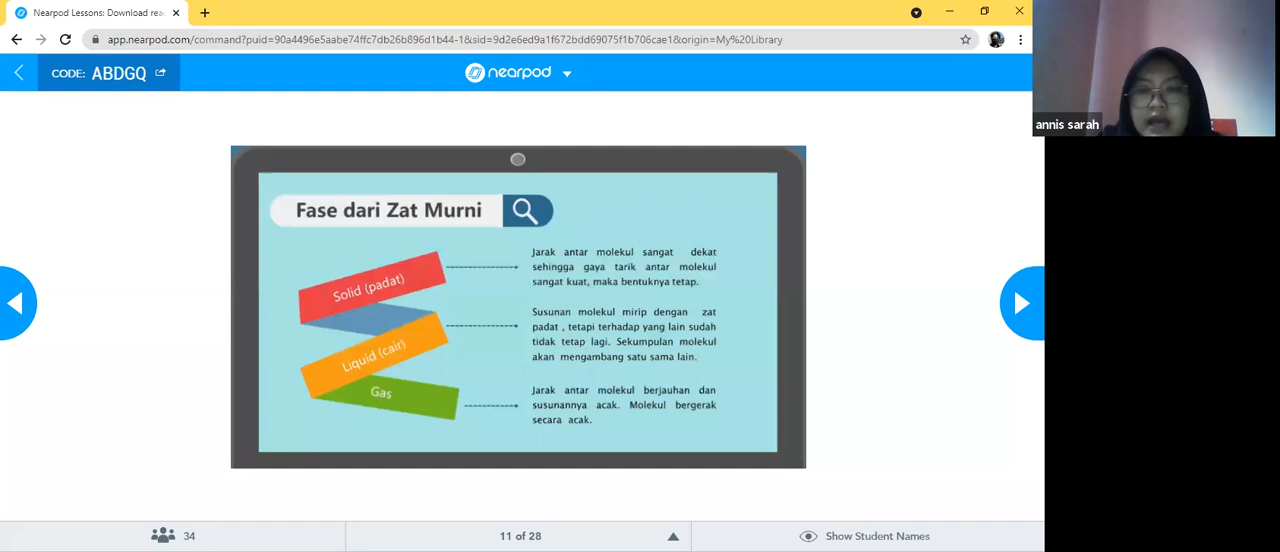 Nearpod Lessons: Download rea
app.nearpod.com/command?puid=90a4496e5aabe74ffc7db26b896d1b44-1&sid=9d2e6ed9a1f672bdd69075f1b706cae1&origin=My%20Library
CODE: ABDGQ
nearpod
annis sarah
Fase dari Zat Murni
Solid (padat)
Jarak antar molekul sangat dekat
sehingga gaya tarik antar molekul
sangat kuat, maka bentuknya tetap.
Liquid (cair)
Susunan molekul mirip dengan zat
padat , tetapi terhadap yang lain sudah
tidak tetap lagi. Sekumpulan molekul
akan mengambang satu sama lain.
Gas
Jarak antar molekul berjauhan dan
susunannya acak. Molekul bergerak
secara acak.
34
11 of 28
Show Student Names